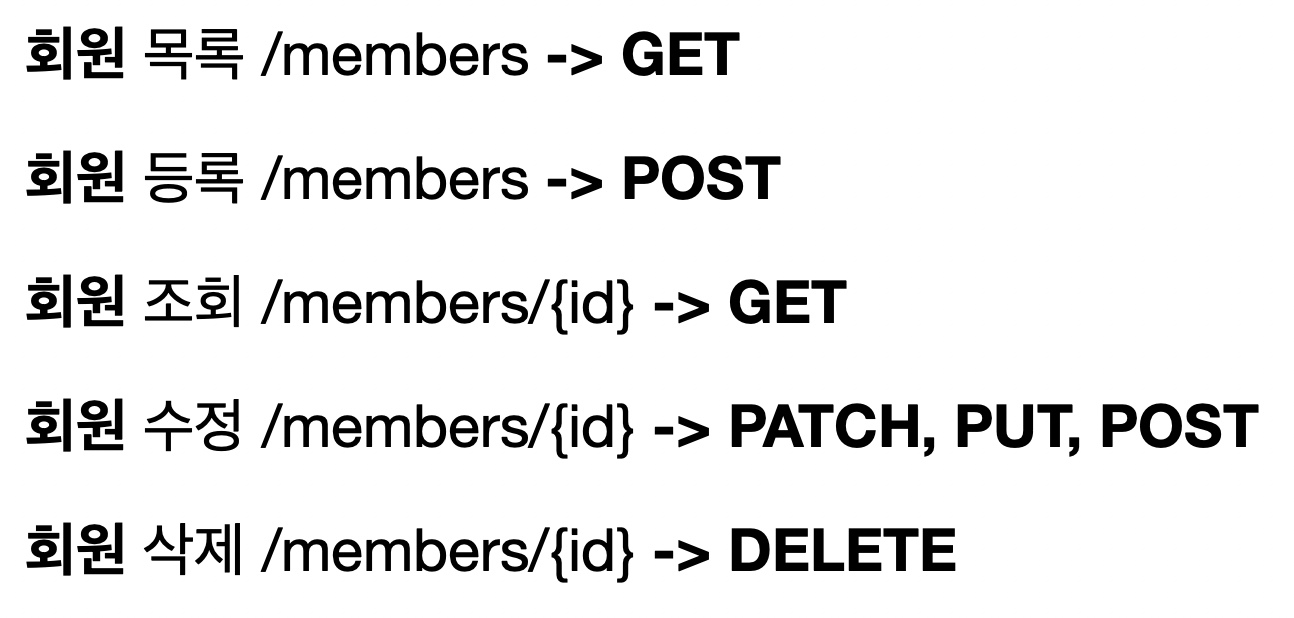 회원 목록 /members -> GET
회원 등록 /members -> POST
회원 조회 /members/{id} -> GET
회원 수정 /members/{id} -> PATCH, PUT, POST
회원 삭제 /members/{id} -> DELETE